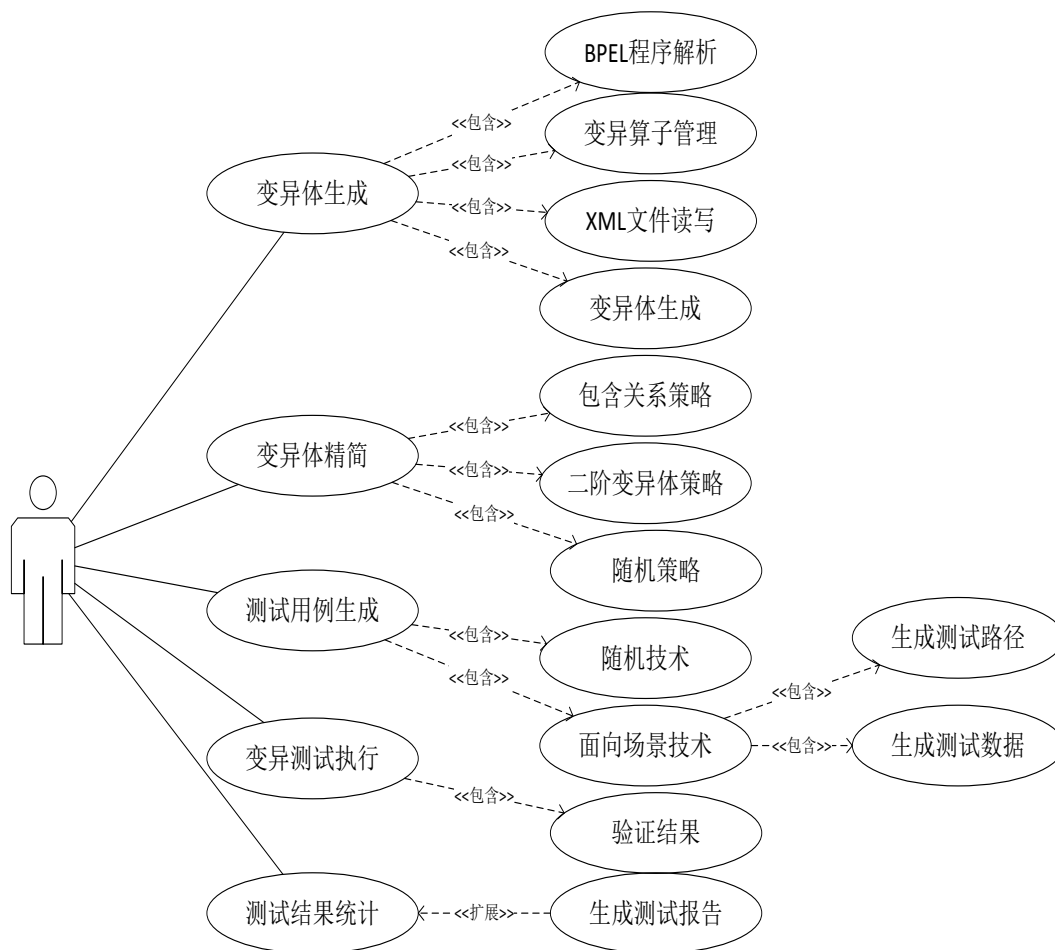 BPEL程序解析
<<包含>>
变异算子管理
<<包含>>
变异体生成
<<包含>>
XML文件读写
<<包含>>
变异体生成
包含关系策略
<<包含>>
变异体精简
<<包含>>
二阶变异体策略
<<包含>>
随机策略
测试用例生成
<<包含>>
随机技术
生成测试路径
<<包含>>
<<包含>>
变异测试执行
面向场景技术
<<包含>>
生成测试数据
<<包含>>
验证结果
测试结果统计
<<扩展>>
生成测试报告